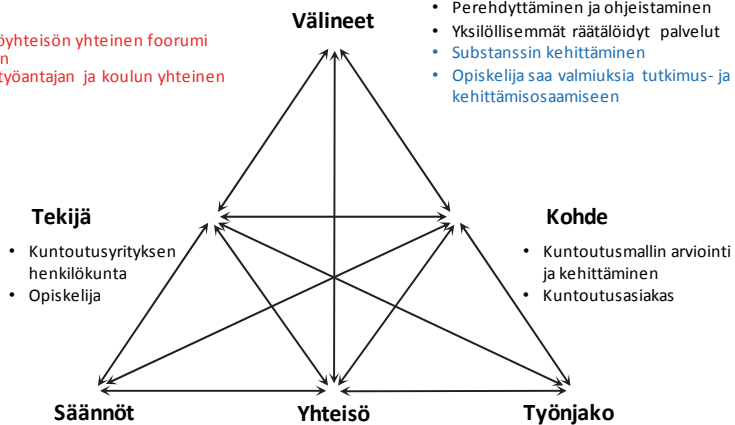 Välineet
öyhteisön yhteinen foorumi
n
työantajan ja koulun yhteinen
• Perehdyttäminen ja ohjeistaminen
• Yksilöllisemmät räätälöidyt palvelut
• Substanssin kehittäminen
• Opiskelija saa valmiuksia tutkimus- ja
kehittämisosaamiseen
Tekijä
• Kuntoutusyrityksen
henkilökunta
• Opiskelija
Kohde
• Kuntoutusmallin arviointi
ja kehittäminen
• Kuntoutusasiakas
Säännöt
Yhteisö
Työnjako